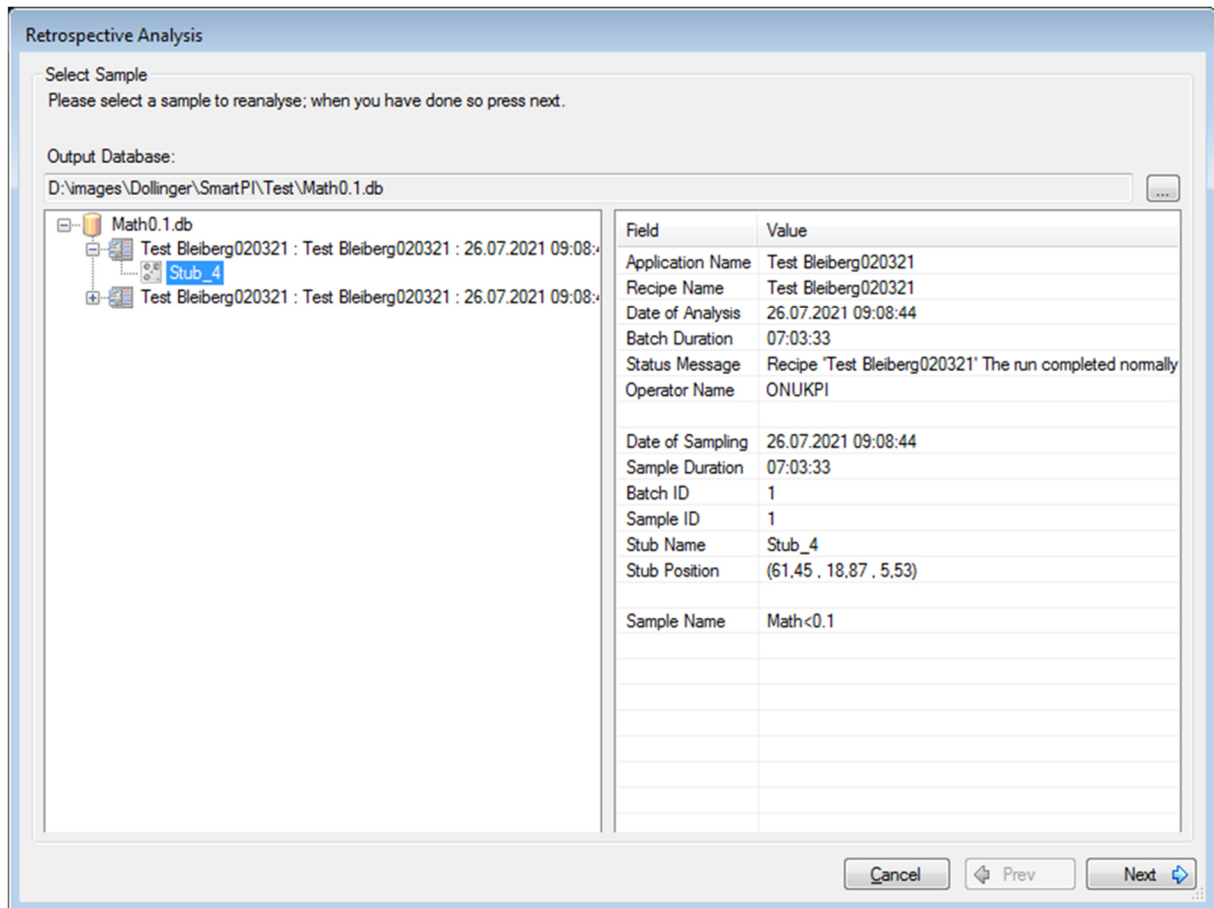 Retrospective Analysis
Select Sample
Please select a sample to reanalyse; when you have done so press next.
Output Database:
D:\images\Dollinger\SmartPI\Test\Math0.1.db
...
Math0.1.db
Test Bleiberg020321 : Test Bleiberg020321 : 26.07.2021 09:08:4
Stub_4
Test Bleiberg020321 : Test Bleiberg020321 : 26.07.2021 09:08:4
Field Value
Application Name Test Bleiberg020321
Recipe Name Test Bleiberg020321
Date of Analysis 26.07.2021 09:08:44
Batch Duration 07:03:33
Status Message Recipe 'Test Bleiberg020321' The run completed normally
Operator Name ONUKPI
Date of Sampling 26.07.2021 09:08:44
Sample Duration 07:03:33
Batch ID 1
Sample ID 1
Stub Name Stub_4
Stub Position (61,45 , 18,87 , 5,53)
Sample Name Math<0.1
Cancel Prev Next